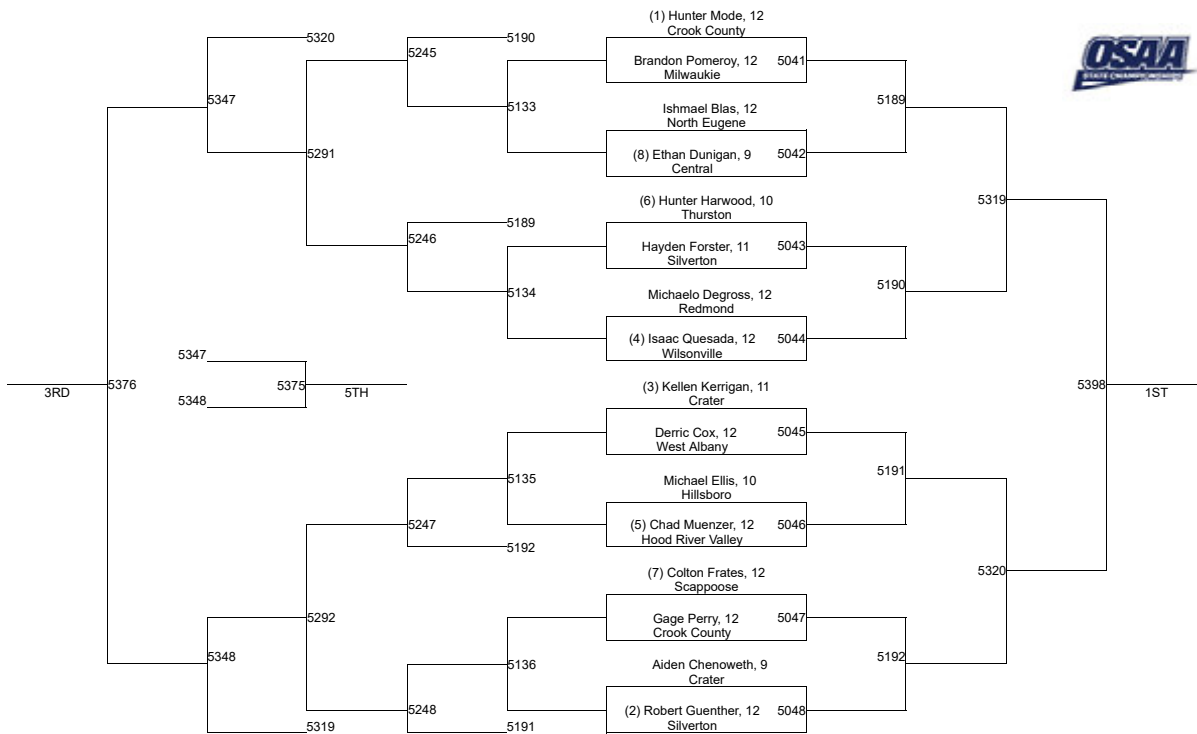 (1) Hunter Mode, 12
Crook County
Brandon Pomeroy, 12
Milwaukie
5041
Ishmael Blas, 12
North Eugene
(8) Ethan Dunigan, 9
Central
5042
(6) Hunter Harwood, 10
Thurston
Hayden Forster, 11
Silverton
5043
Michaelo Degross, 12
Redmond
(4) Isaac Quesada, 12
Wilsonville
5044
(3) Kellen Kerrigan, 11
Crater
Derric Cox, 12
West Albany
5045
Michael Ellis, 10
Hillsboro
(5) Chad Muenzer, 12
Hood River Valley
5046
(7) Colton Frates, 12
Scappoose
Gage Perry, 12
Crook County
5047
Aiden Chenoweth, 9
Crater
(2) Robert Guenther, 12
Silverton
5048
5189
5190
5191
5192
5319
5320
5398
1ST
OSAA
STATE CHAMPIONSHIPS
5190
5133
5189
5134
5135
5192
5136
5191
5245
5246
5247
5248
5320
5291
5292
5319
5347
5348
5376
3RD
5347
5348
5375
5TH